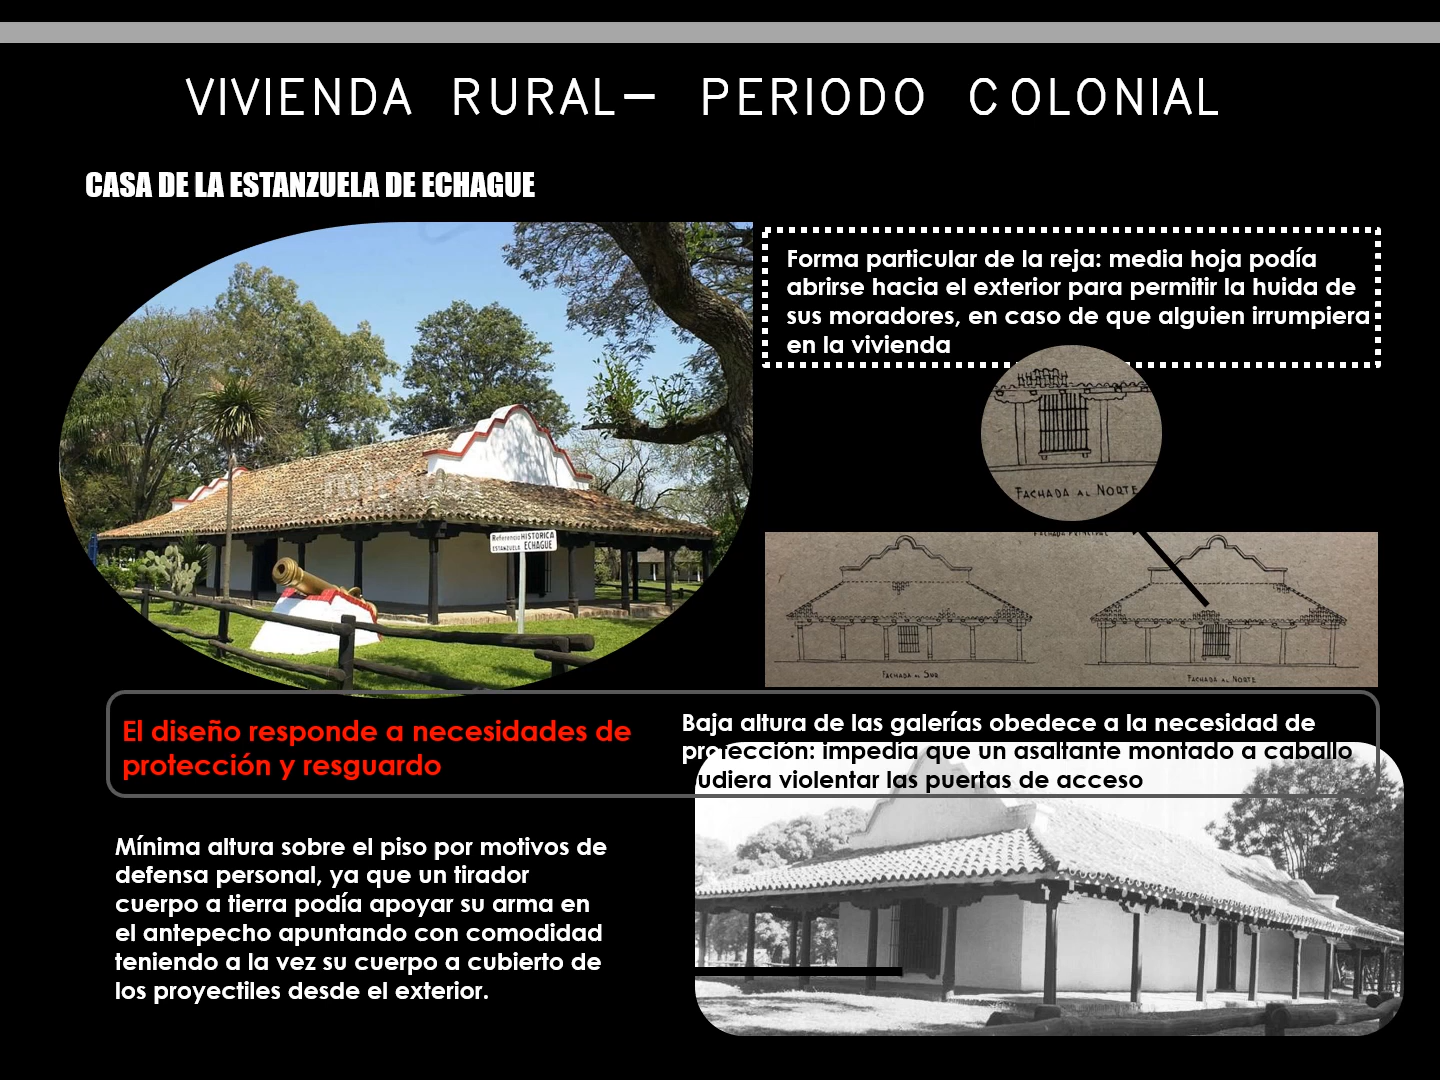 VIVIENDA RURAL– PERIODO COLONIAL
CASA DE LA ESTANZUELA DE ECHAGUE
Forma particular de la reja: media hoja podía
abrirse hacia el exterior para permitir la huida de
sus moradores, en caso de que alguien irrumpiera
en la vivienda
Referencia HISTORICA
ESTANZUELA ECHAGUE
FACHADA AL NORTE
FACHADA PRINCIPAL
FACHADA AL SUR
FACHADA AL NORTE
El diseño responde a necesidades de
protección y resguardo
Baja altura de las galerías obedece a la necesidad de
protección: impedía que un asaltante montado a caballo
pudiera violentar las puertas de acceso
Mínima altura sobre el piso por motivos de
defensa personal, ya que un tirador
cuerpo a tierra podía apoyar su arma en
el antepecho apuntando con comodidad
teniendo a la vez su cuerpo a cubierto de
los proyectiles desde el exterior.